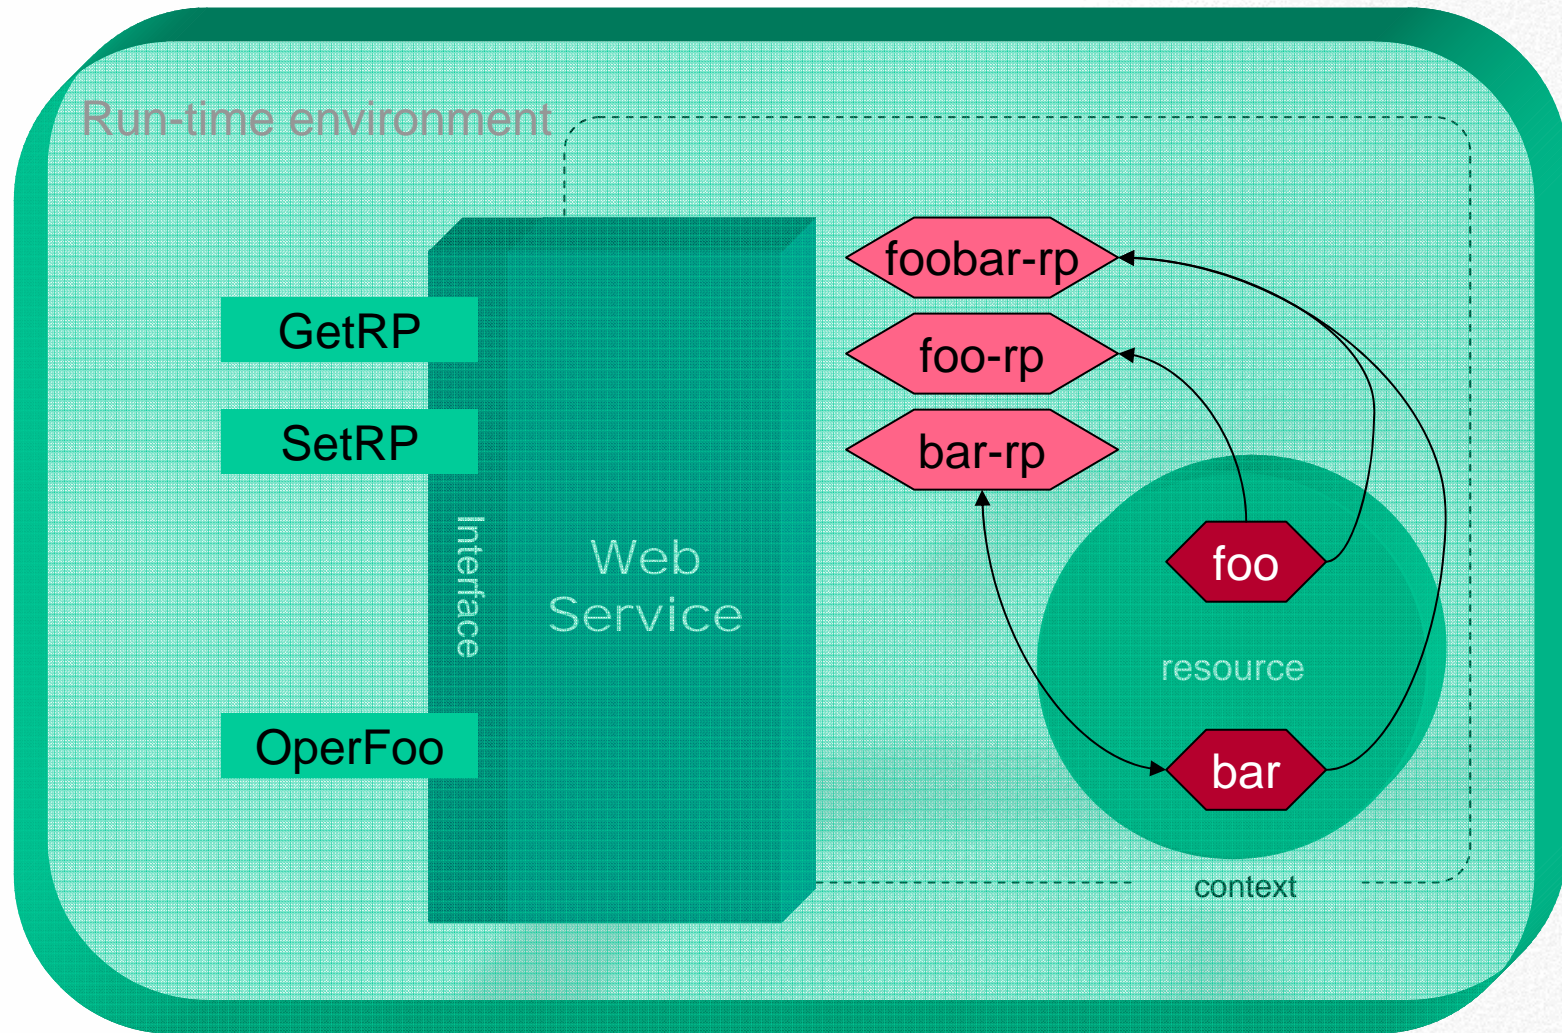 Run-time environment
foobar-rp
GetRP
foo-rp
SetRP
bar-rp
Interface
Web
Service
foo
resource
OperFoo
bar
context